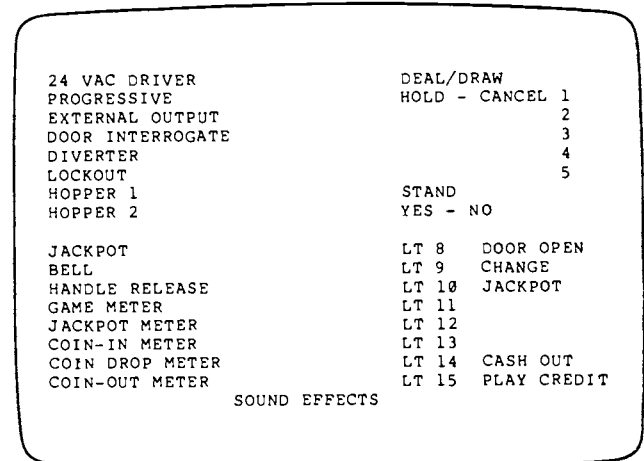 24 VAC DRIVER DEAL/DRAW
PROGRESSIVE HOLD - CANCEL 1
EXTERNAL OUTPUT 2
DOOR INTERROGATE 3
DIVERTER 4
LOCKOUT 5
HOPPER 1 STAND
HOPPER 2 YES - NO
JACKPOT LT 8 DOOR OPEN
BELL LT 9 CHANGE
HANDLE RELEASE LT 10 JACKPOT
GAME METER LT 11
JACKPOT METER LT 12
COIN-IN METER LT 13
COIN DROP METER LT 14 CASH OUT
COIN-OUT METER LT 15 PLAY CREDIT
SOUND EFFECTS